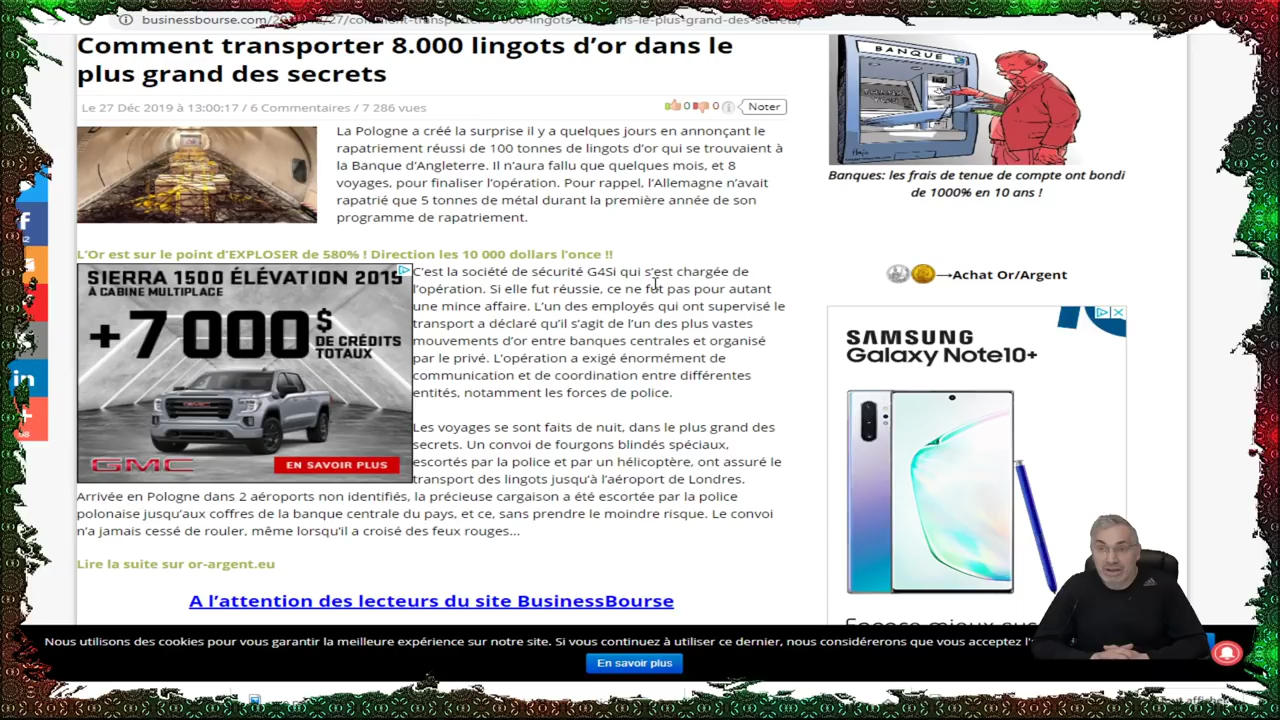 businessbourse.com/
Comment transporter 8.000 lingots d’or dans le
plus grand des secrets
Le 27 Déc 2019 à 13:00:17 / 6 Commentaires / 7 286 vues
0 0 Noter
La Pologne a créé la surprise il y a quelques jours en annonçant le
rapatriement réussi de 100 tonnes de lingots d’or qui se trouvaient à
la Banque d’Angleterre. Il n’aura fallu que quelques mois, et 8
voyages, pour finaliser l’opération. Pour rappel, l’Allemagne n’avait
rapatrié que 5 tonnes de métal durant la première année de son
programme de rapatriement.
L’Or est sur le point d’EXPLOSER de 580% ! Direction les 10 000 dollars l’once !!
SIERRA 1500 ÉLÉVATION 2019
À CABINE MULTIPLACE
+7 000$
DE CRÉDITS
TOTAUX
GMC
EN SAVOIR PLUS
C’est la société de sécurité G4Si qui s’est chargée de
l’opération. Si elle fut réussie, ce ne fut pas pour autant
une mince affaire. L’un des employés qui ont supervisé le
transport a déclaré qu’il s’agit de l’un des plus vastes
mouvements d’or entre banques centrales et organisé
par le privé. L’opération a exigé énormément de
communication et de coordination entre différentes
entités, notamment les forces de police.
Les voyages se sont faits de nuit, dans le plus grand des
secrets. Un convoi de fourgons blindés spéciaux,
escortés par la police et par un hélicoptère, ont assuré le
transport des lingots jusqu’à l’aéroport de Londres.
Arrivée en Pologne dans 2 aéroports non identifiés, la précieuse cargaison a été escortée par la police
polonaise jusqu’aux coffres de la banque centrale du pays, et ce, sans prendre le moindre risque. Le convoi
n’a jamais cessé de rouler, même lorsqu’il a croisé des feux rouges...
Lire la suite sur or-argent.eu
A l’attention des lecteurs du site BusinessBourse
BANQUE
Banques: les frais de tenue de compte ont bondi
de 1000% en 10 ans !
→Achat Or/Argent
SAMSUNG
Galaxy Note10+
Nous utilisons des cookies pour vous garantir la meilleure expérience sur notre site. Si vous continuez à utiliser ce dernier, nous considérerons que vous acceptez
En savoir plus